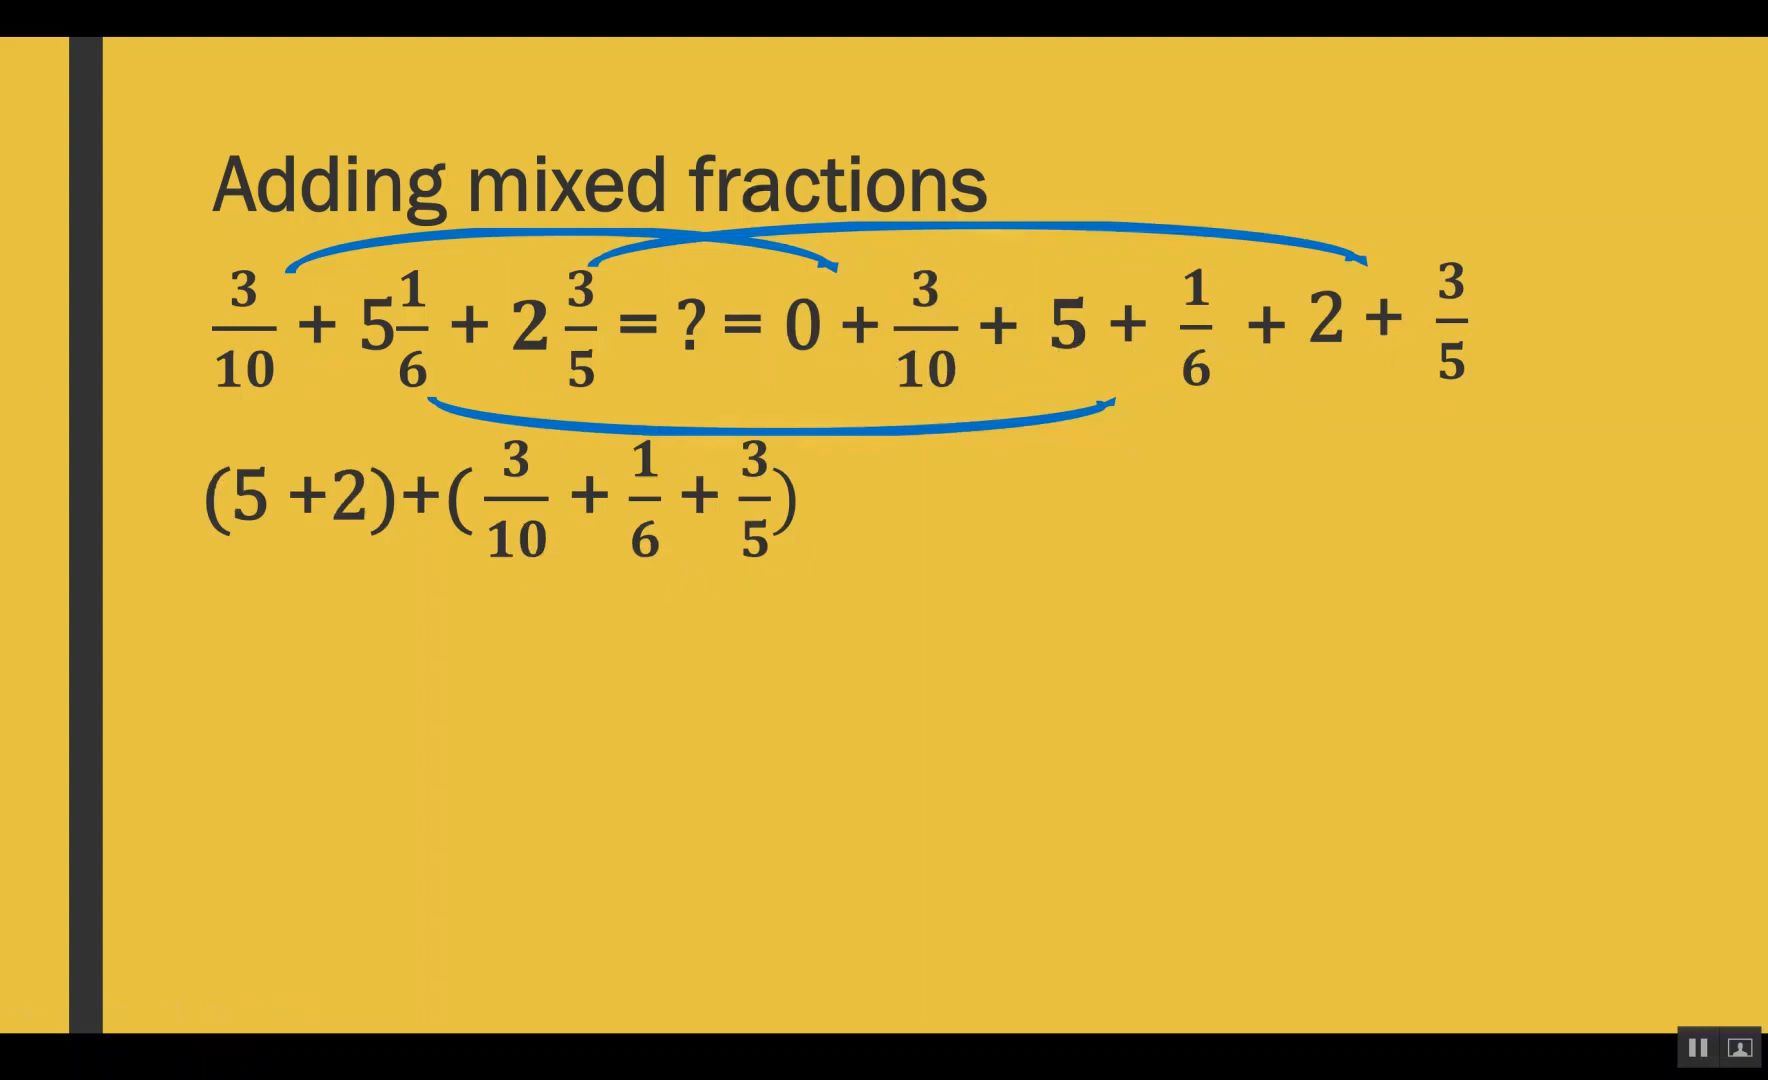 Adding mixed fractions
3/10 + 5 1/6 + 2 3/5 = ? = 0 + 3/10 + 5 + 1/6 + 2 + 3/5
(5 +2)+( 3/10 + 1/6 + 3/5 )